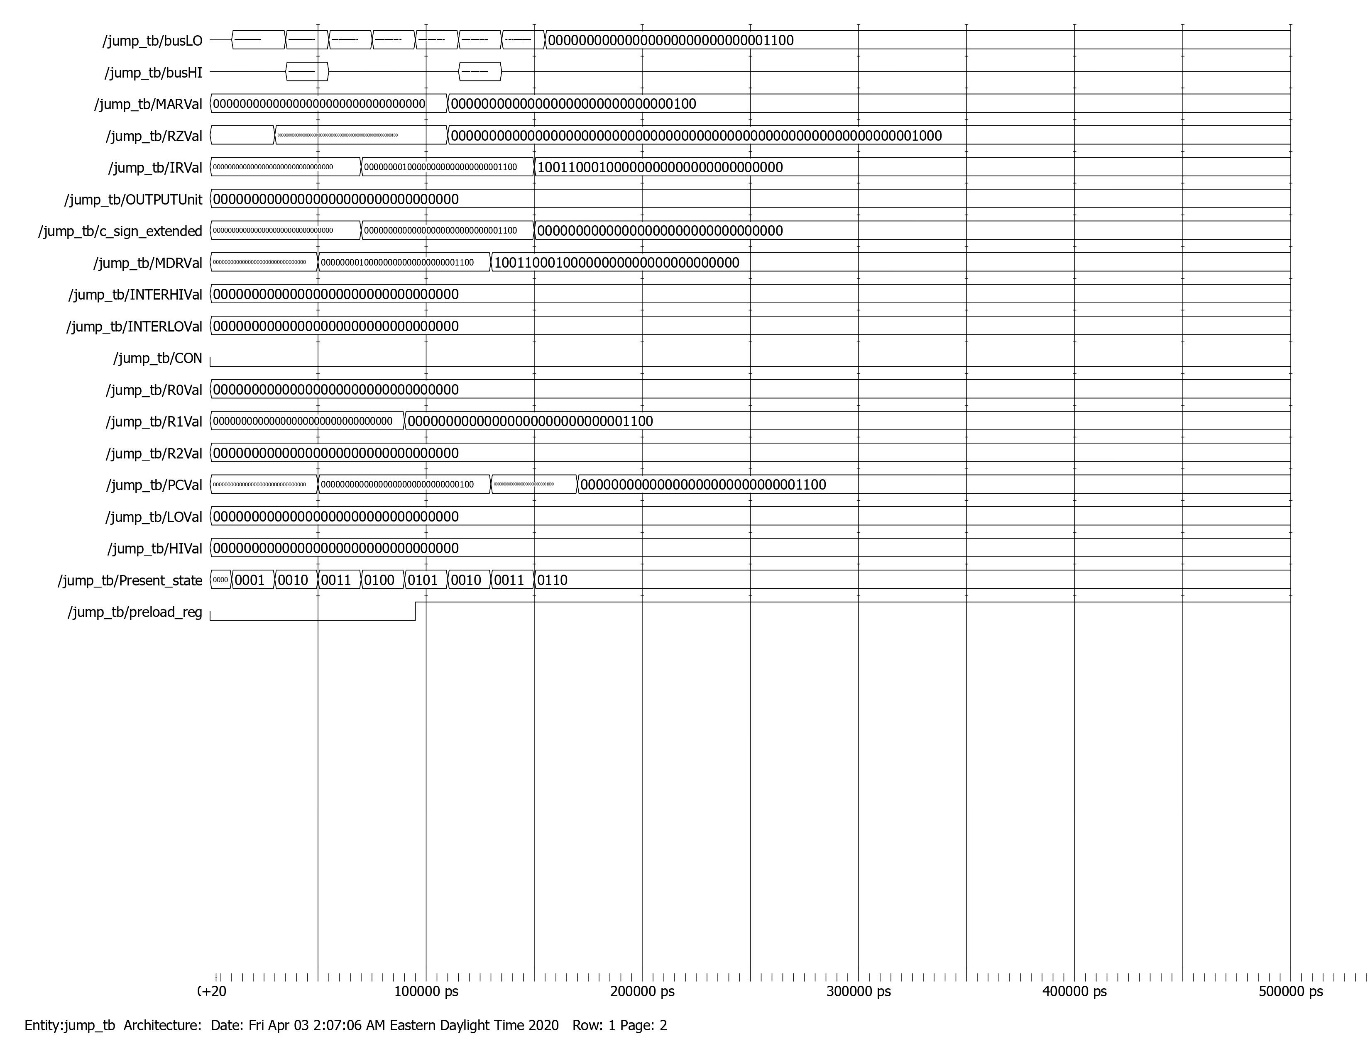 /jump_tb/busLO 00000000000000000000000000001100
/jump_tb/busHI
/jump_tb/MARVal 00000000000000000000000000000000 00000000000000000000000000000100
/jump_tb/RZVal 0000000000000000000000000000000000000000000000000000000000001000
/jump_tb/IRVal 00000000000000000000000000000000 00000000100000000000000000001100 10011000100000000000000000000000
/jump_tb/OUTPUTUnit 00000000000000000000000000000000
/jump_tb/c_sign_extended 00000000000000000000000000000000 00000000000000000000000000001100 00000000000000000000000000000000
/jump_tb/MDRVal 00000000000000000000000000000000 00000000100000000000000000001100 10011000100000000000000000000000
/jump_tb/INTERHIVal 00000000000000000000000000000000
/jump_tb/INTERLOVal 00000000000000000000000000000000
/jump_tb/CON
/jump_tb/R0Val 00000000000000000000000000000000
/jump_tb/R1Val 00000000000000000000000000000000 00000000000000000000000000001100
/jump_tb/R2Val 00000000000000000000000000000000
/jump_tb/PCVal 00000000000000000000000000000000 00000000000000000000000000000100 00000000000000000000000000001100
/jump_tb/LOVal 00000000000000000000000000000000
/jump_tb/HIVal 00000000000000000000000000000000
/jump_tb/Present_state 0000 0001 0010 0011 0100 0101 0010 0011 0110
/jump_tb/preload_reg
(+20 100000 ps 200000 ps 300000 ps 400000 ps 500000 ps
Entity:jump_tb Architecture: Date: Fri Apr 03 2:07:06 AM Eastern Daylight Time 2020 Row: 1 Page: 2